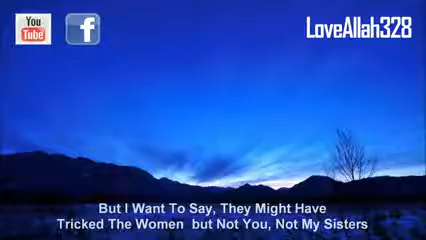 You
Tube
f
LoveAllah328
But I Want To Say, They Might Have
Tricked The Women but Not You, Not My Sisters